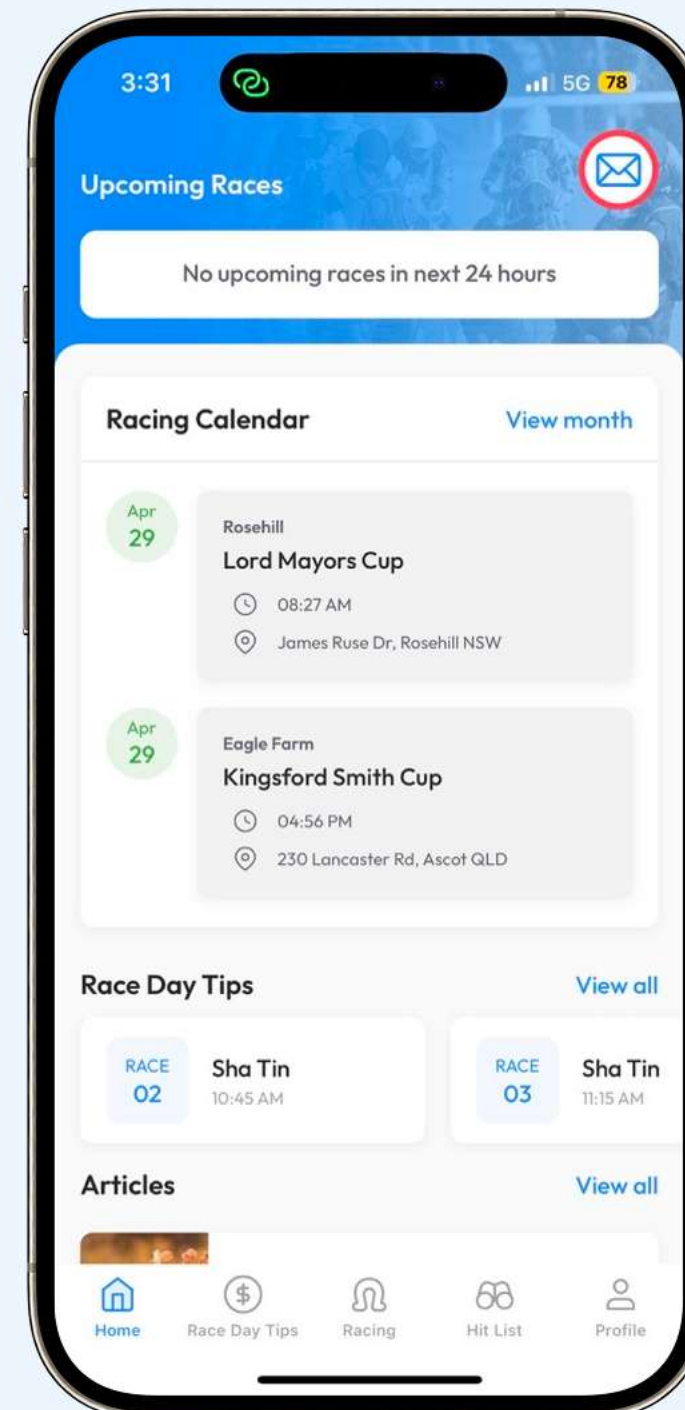 3:31
5G 78
Upcoming Races
No upcoming races in next 24 hours
Racing Calendar
View month
Apr
29
Rosehill
Lord Mayors Cup
08:27 AM
James Ruse Dr, Rosehill NSW
Apr
29
Eagle Farm
Kingsford Smith Cup
04:56 PM
230 Lancaster Rd, Ascot QLD
Race Day Tips
View all
RACE
02
Sha Tin
10:45 AM
RACE
03
Sha Tin
11:15 AM
Articles
View all
$
Home
Race Day Tips
Racing
Hit List
Profile